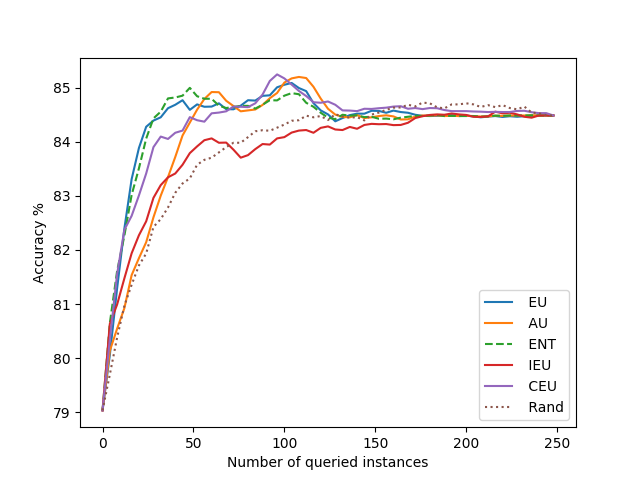 85
84
83
82
81
80
79
Accuracy %
0 50 100 150 200 250
Number of queried instances
EU
AU
ENT
IEU
CEU
Rand